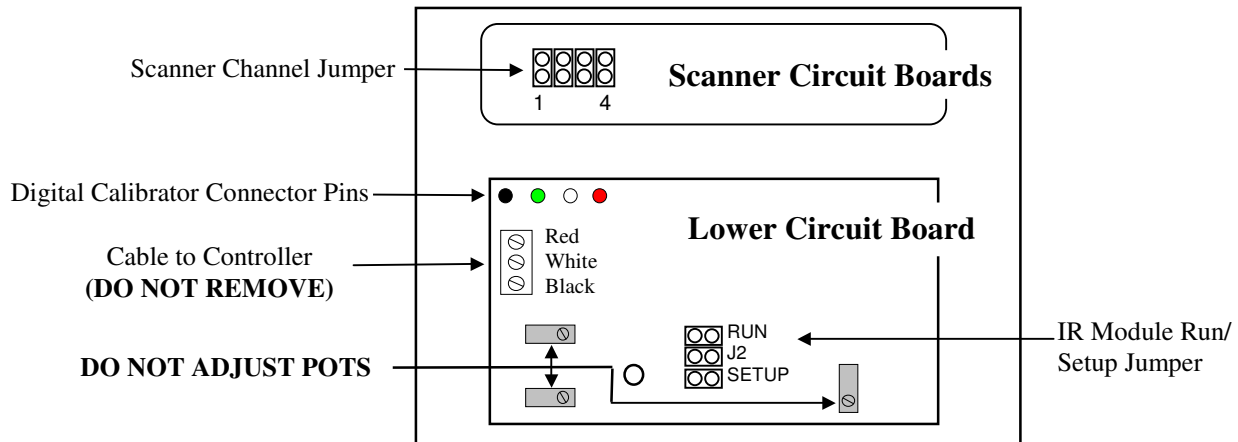 Scanner Channel Jumper
1 4
Scanner Circuit Boards
Digital Calibrator Connector Pins
Lower Circuit Board
Cable to Controller
(DO NOT REMOVE)
Red
White
Black
DO NOT ADJUST POTS
RUN
J2
SETUP
IR Module Run/
Setup Jumper